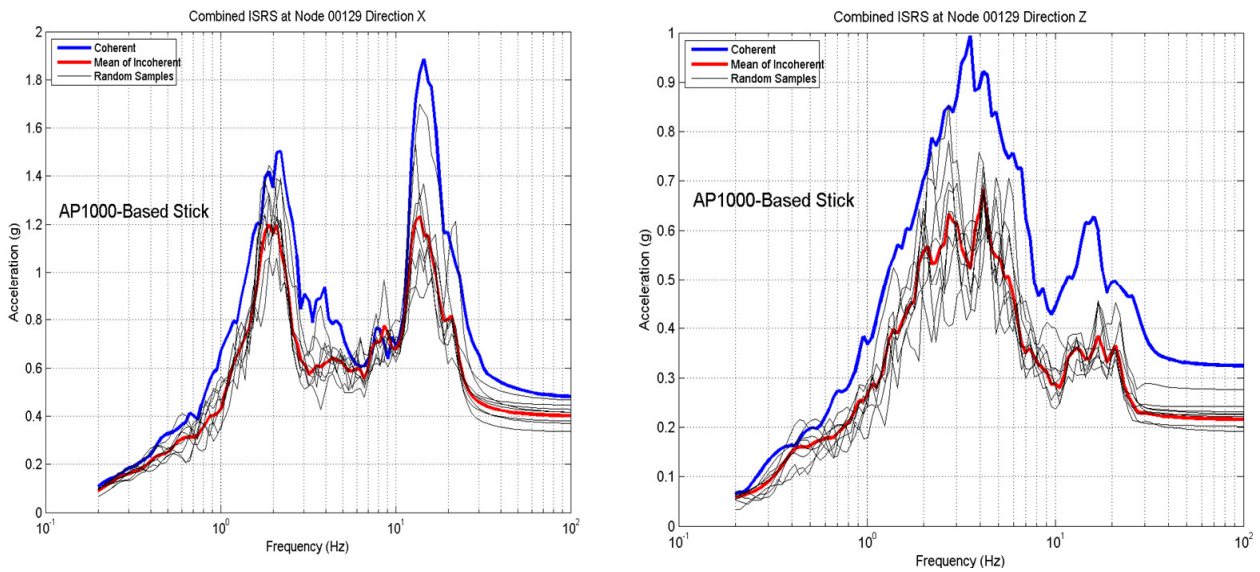 Combined ISRS at Node 00129 Direction X
2
1.8
1.6
1.4
1.2
1
0.8
0.6
0.4
0.2
0
Acceleration (g)
Coherent
Mean of Incoherent
Random Samples
AP1000-Based Stick
10-1
100
101
102
Frequency (Hz)
Combined ISRS at Node 00129 Direction Z
1
0.9
0.8
0.7
0.6
0.5
0.4
0.3
0.2
0.1
0
Acceleration (g)
Coherent
Mean of Incoherent
Random Samples
AP1000-Based Stick
10-1
100
101
102
Frequency (Hz)